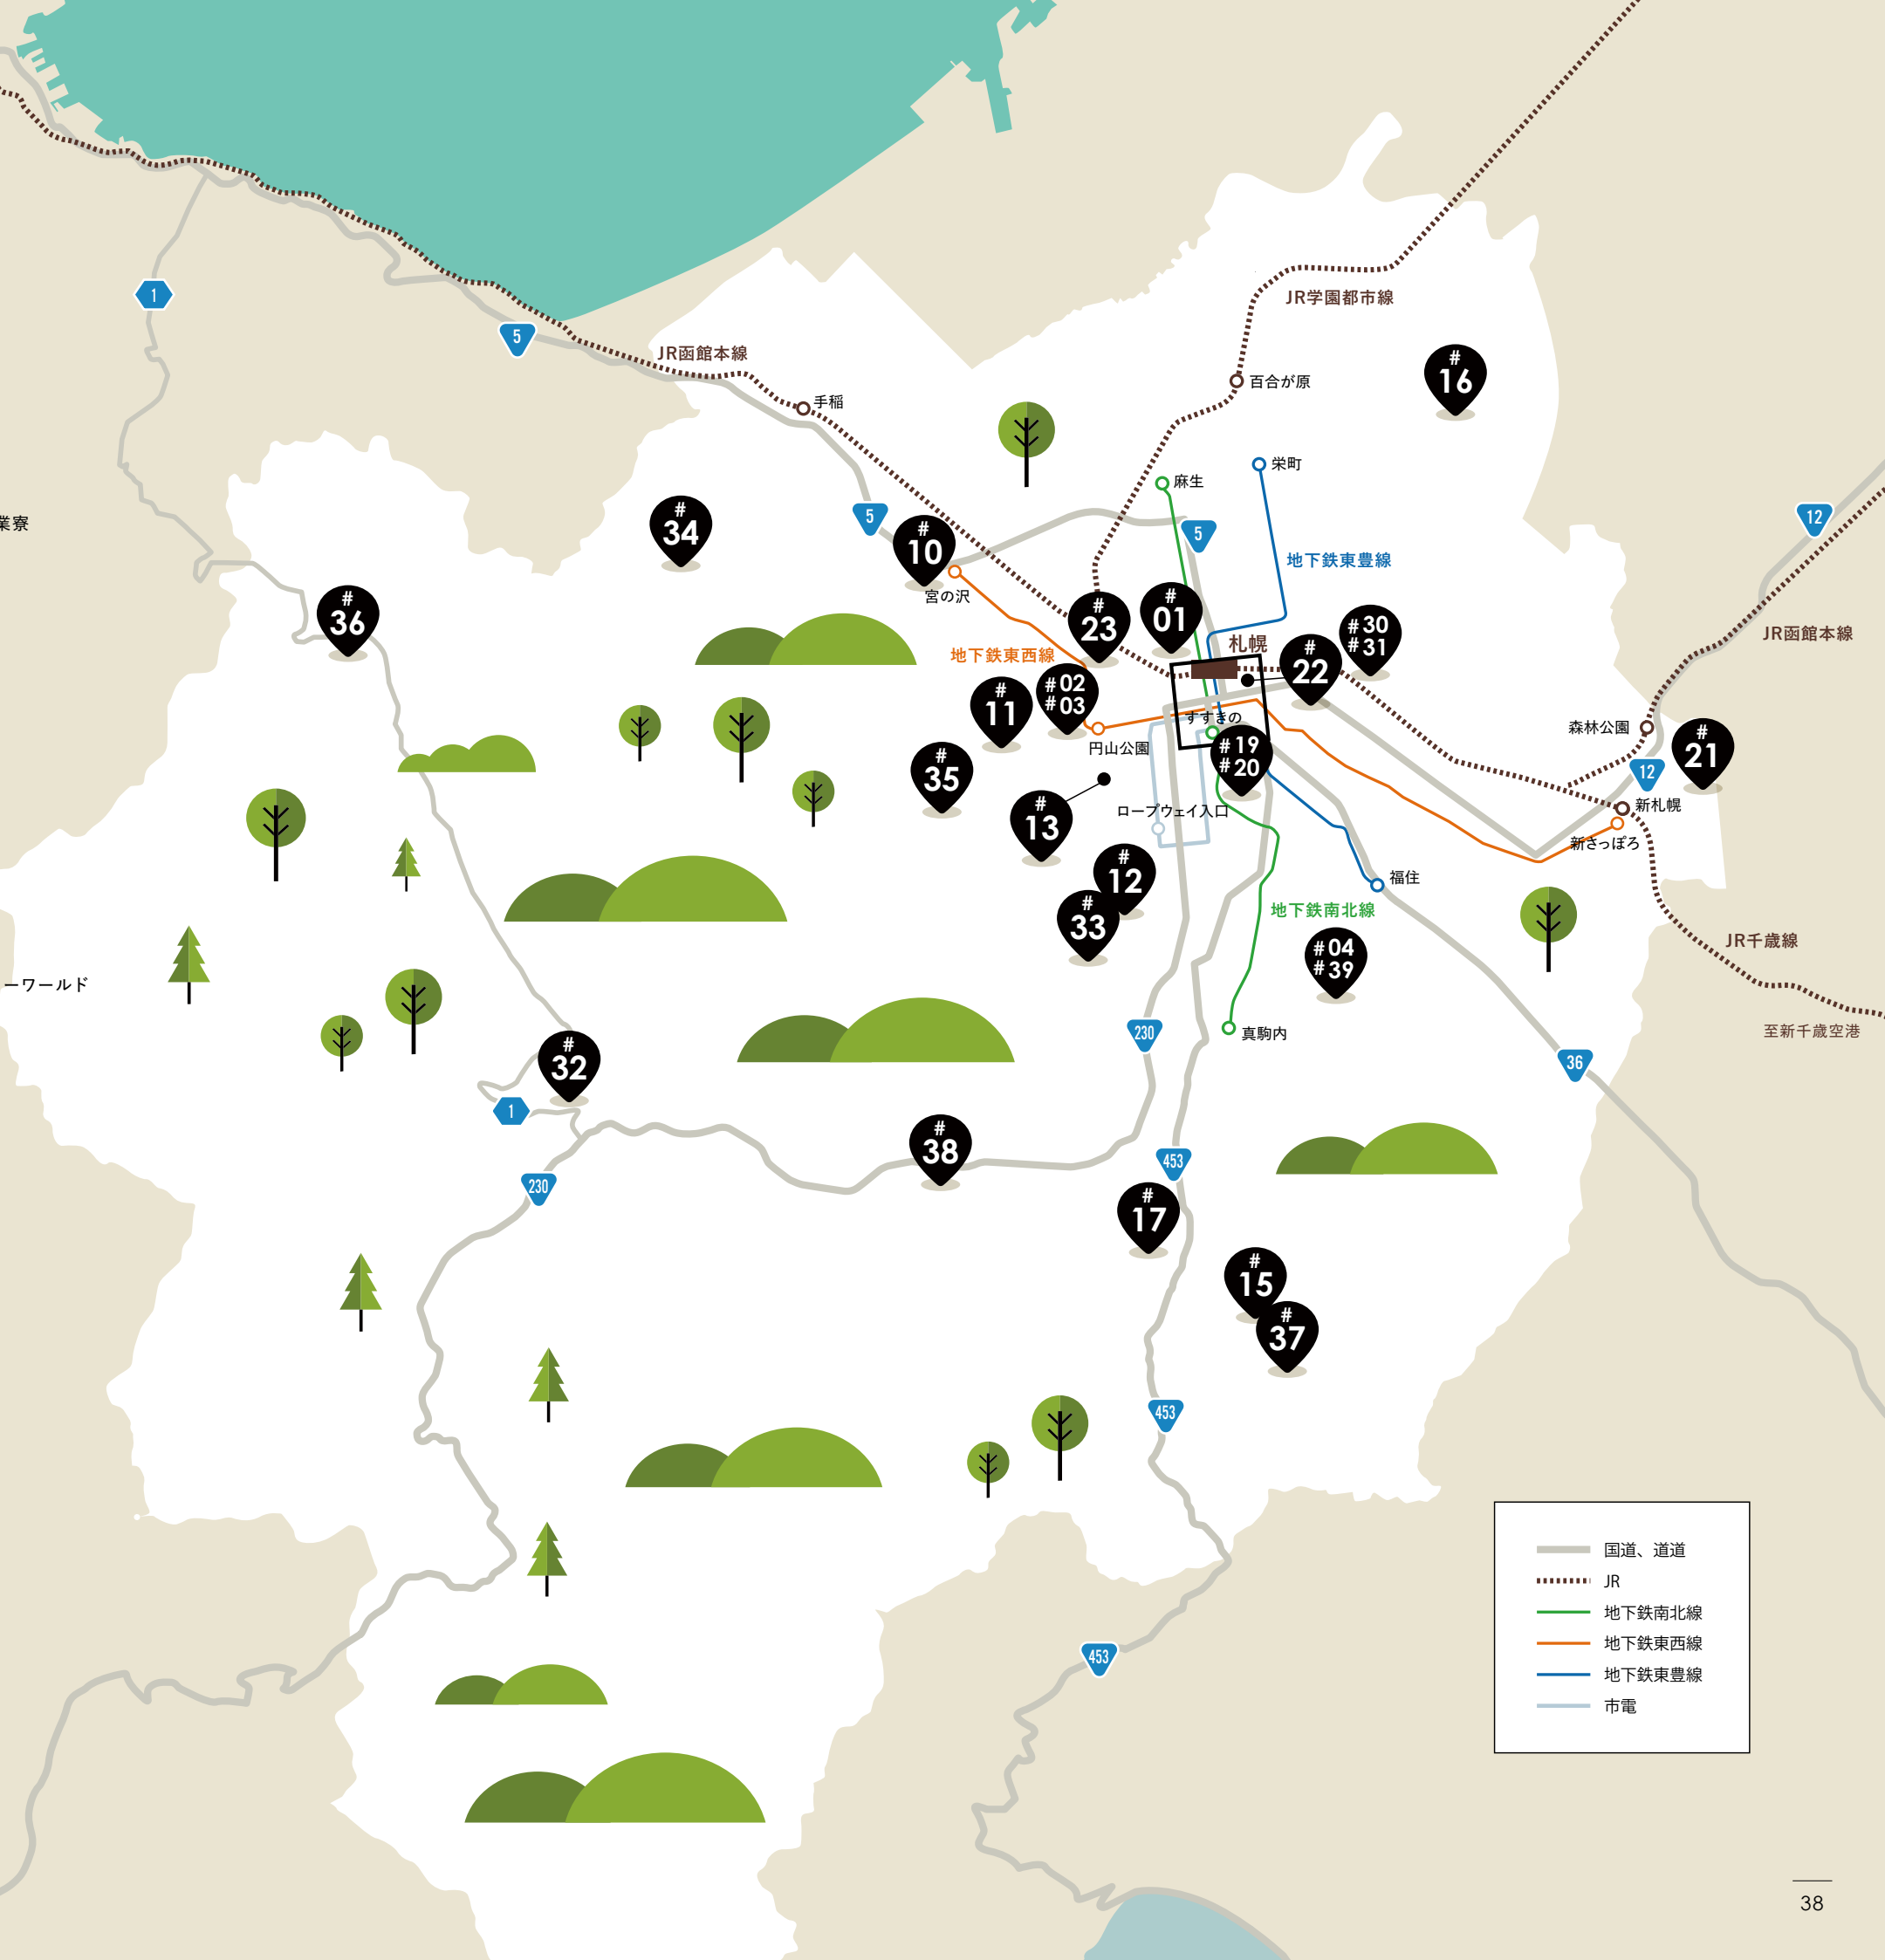 JR学園都市線
1
5
JR函館本線
百合が原
#
16
手稲
栄町
麻生
業寮
#
34
5
#
10
5
12
地下鉄東豊線
宮の沢
#
36
#
23
#
01
#30
#31
JR函館本線
札幌
地下鉄東西線
#
22
#02
#03
#
11
すすきの
森林公園
円山公園
#19
#20
#
21
#
35
12
新札幌
ロープウェイ入口
#
13
新さっぽろ
#
12
福住
#
33
地下鉄南北線
#04
#39
JR千歳線
ーワールド
真駒内
230
至新千歳空港
#
32
36
1
#
38
453
230
#
17
#
15
#
37
453
国道、道道
JR
地下鉄南北線
地下鉄東西線
453
地下鉄東豊線
市電
38